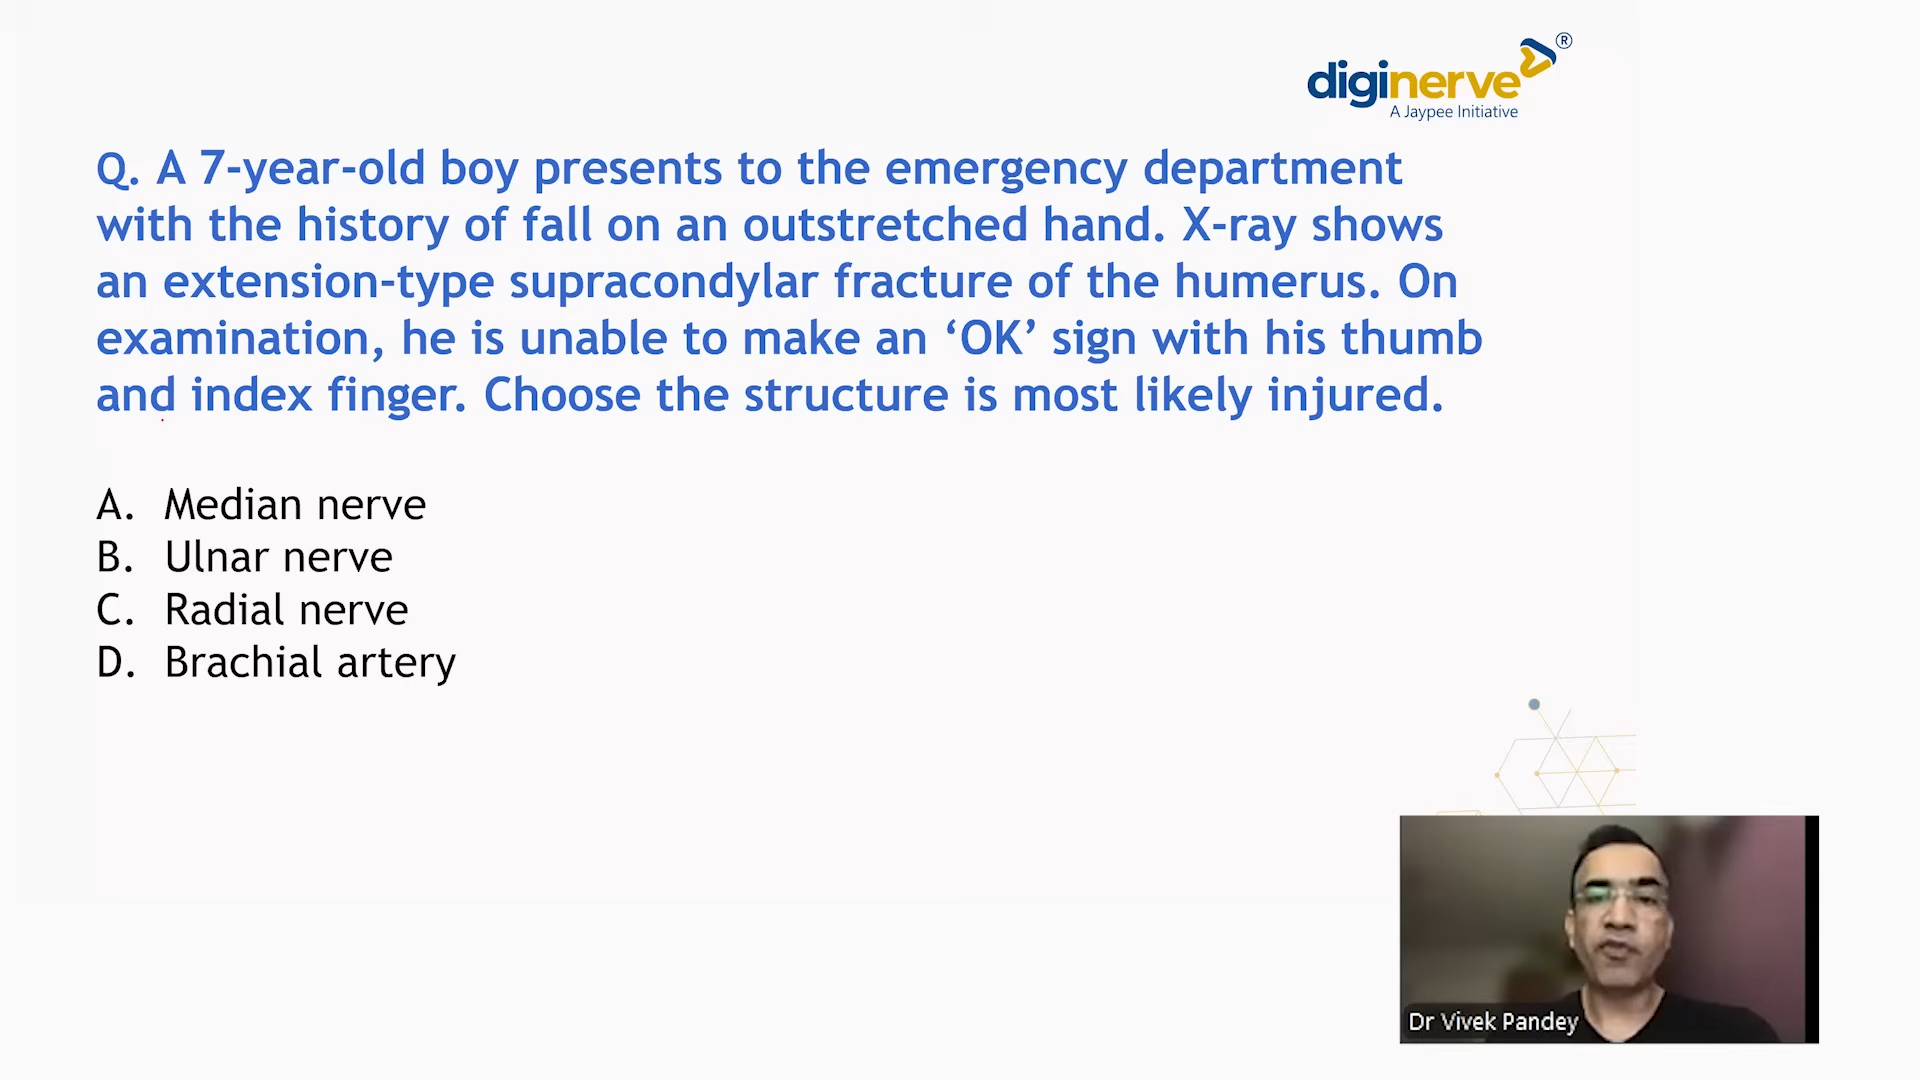 diginerve®
A Jaypee Initiative
Q. A 7-year-old boy presents to the emergency department
with the history of fall on an outstretched hand. X-ray shows
an extension-type supracondylar fracture of the humerus. On
examination, he is unable to make an ‘OK’ sign with his thumb
and index finger. Choose the structure is most likely injured.
A. Median nerve
B. Ulnar nerve
C. Radial nerve
D. Brachial artery
Dr Vivek Pandey